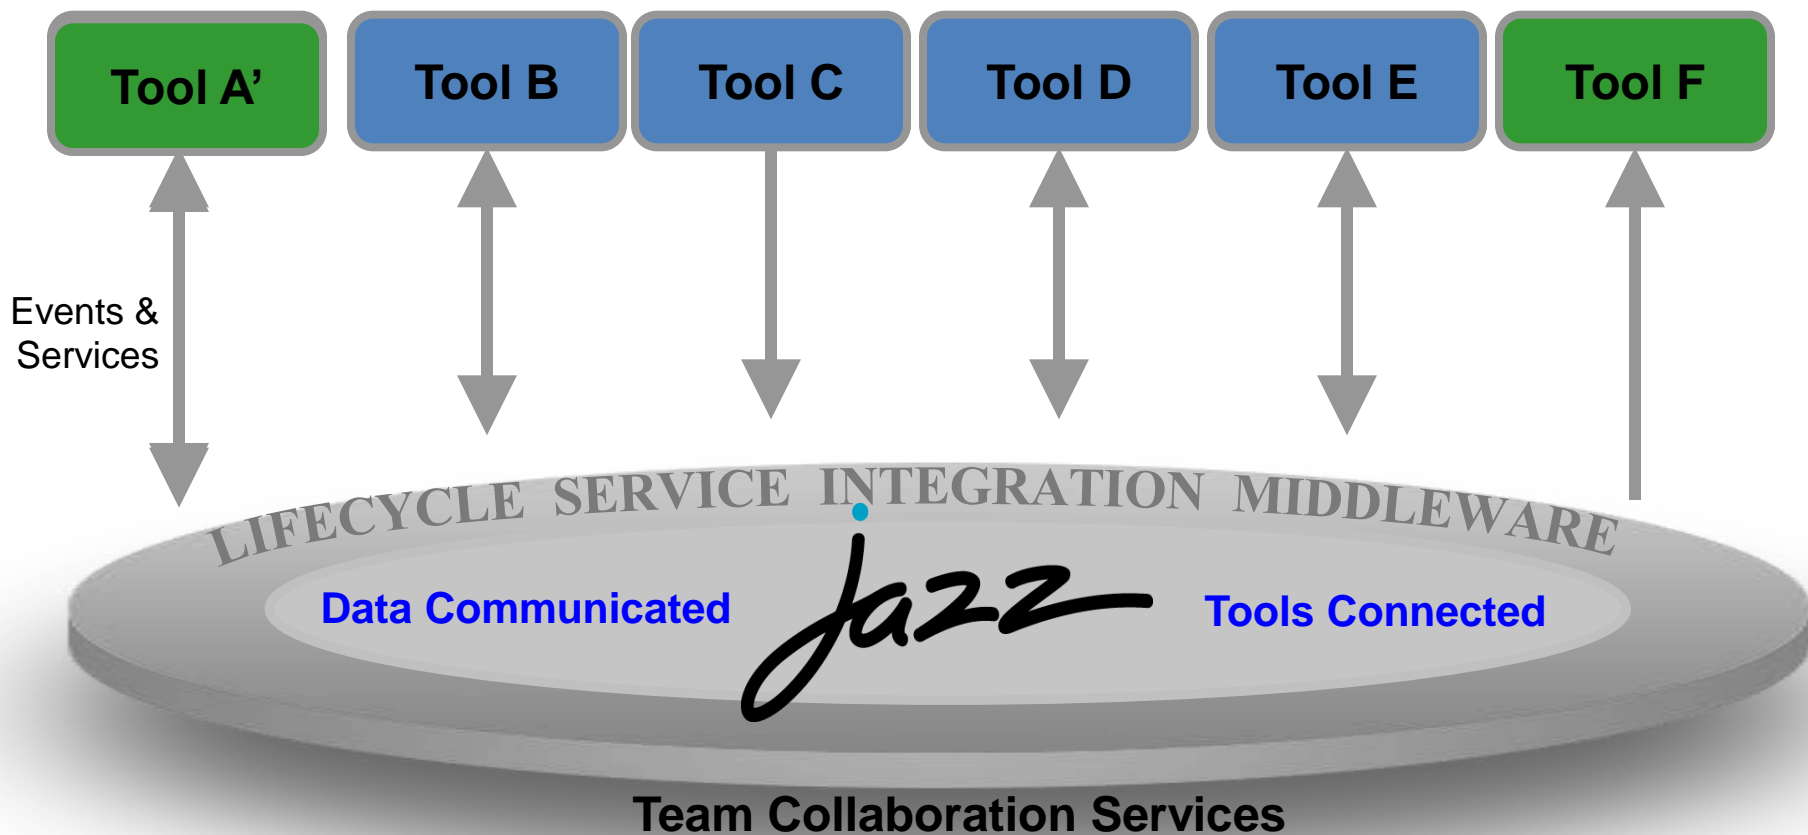 Tool A’
Tool B
Tool C
Tool D
Tool E
Tool F
Events &
Services
LIFECYCLE SERVICE INTEGRATION MIDDLEWARE
Data Communicated
jazz
Tools Connected
Team Collaboration Services